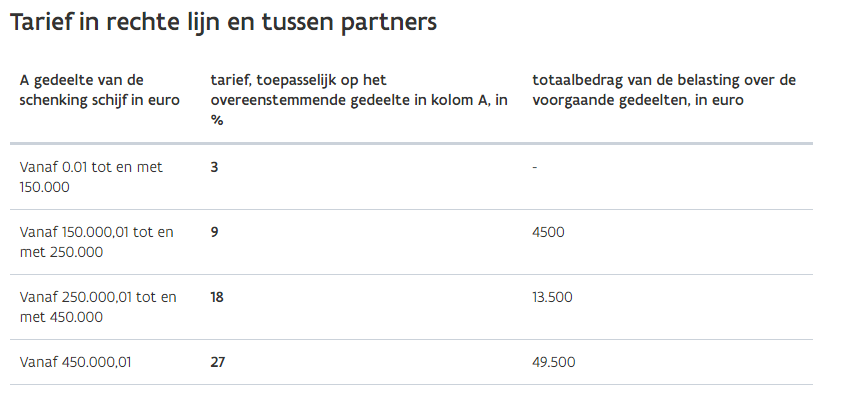 Tarief in rechte lijn en tussen partners
A gedeelte van de
schenking schijf in euro
tarief, toepasselijk op het
overeenstemmende gedeelte in kolom A, in
%
totaalbedrag van de belasting over de
voorgaande gedeelten, in euro
Vanaf 0.01 tot en met
150.000
3
-
Vanaf 150.000,01 tot en
met 250.000
9
4500
Vanaf 250.000,01 tot en
met 450.000
18
13.500
Vanaf 450.000,01
27
49.500